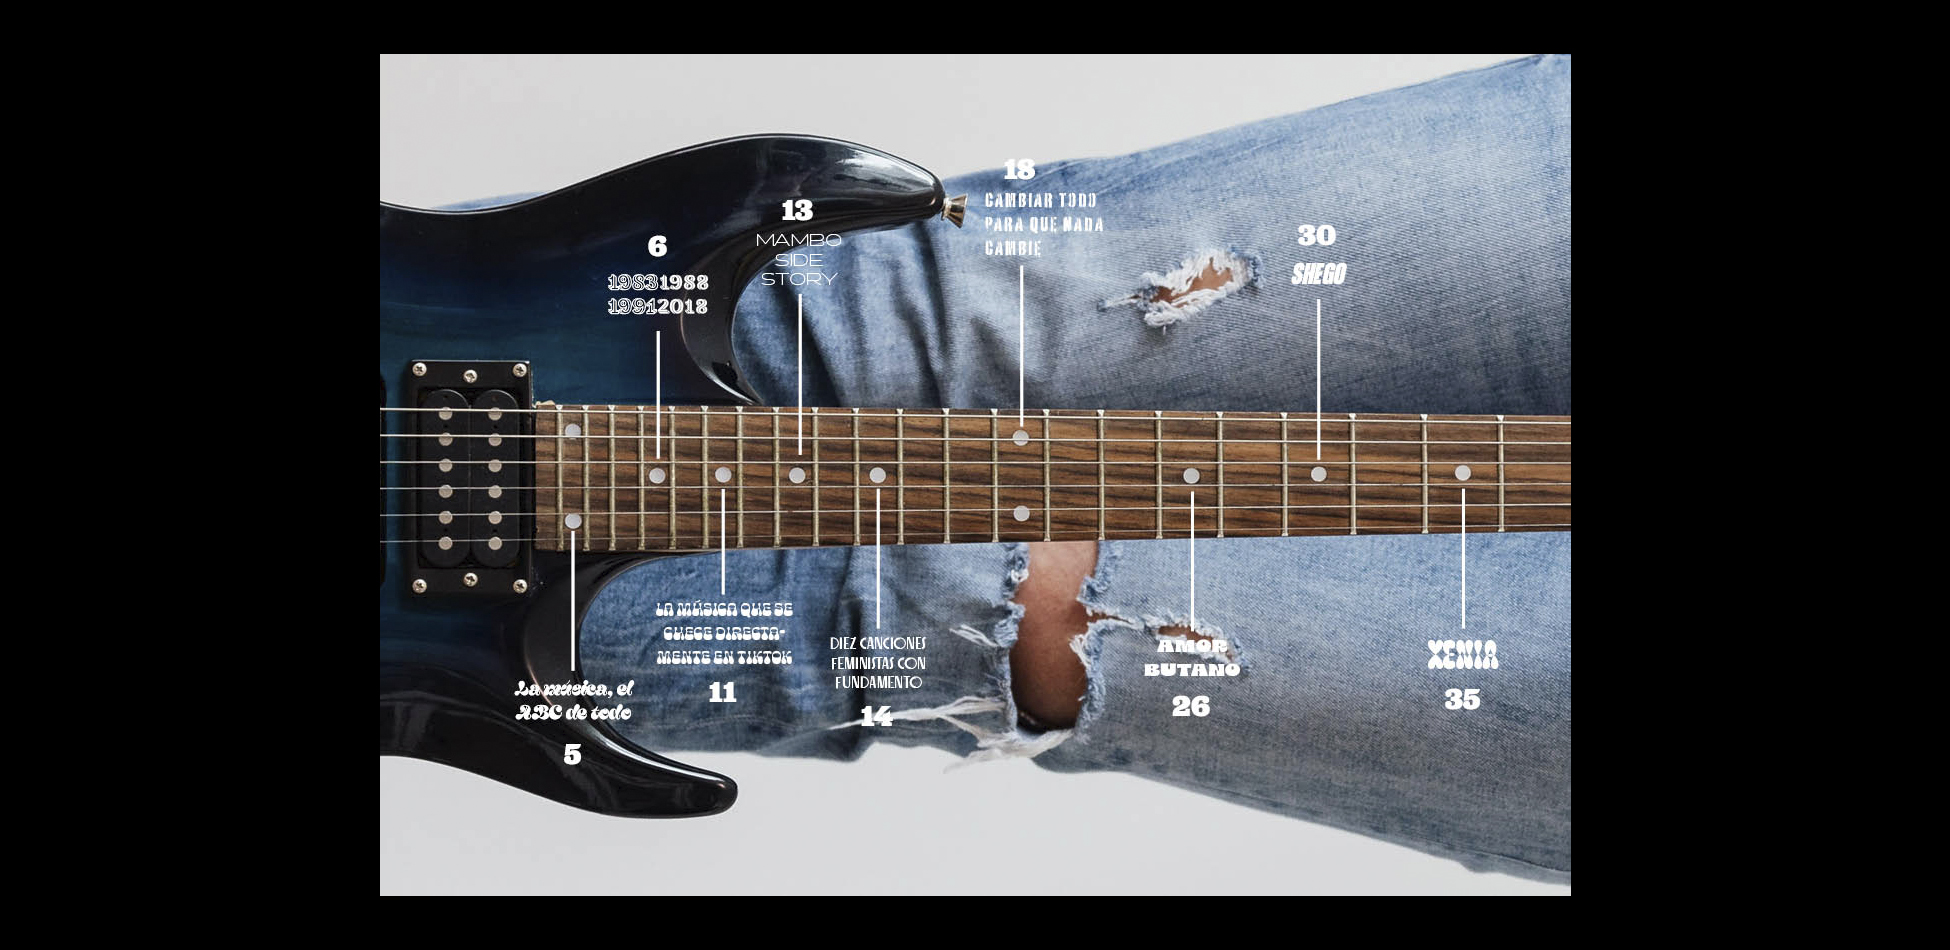 6
19831988
19912018
13
MAMBO
SIDE
STORY
18
CAMBIAR TODO
PARA QUE NADA
CAMBIE
30
SHEGO
La música, el
ABC de todo
5
LA MÚSICA QUE SE
CUECE DIRECTA-
MENTE EN TIKTOK
11
DIEZ CANCIONES
FEMINISTAS CON
FUNDAMENTO
14
AMOR
BUTANO
26
XENIA
35